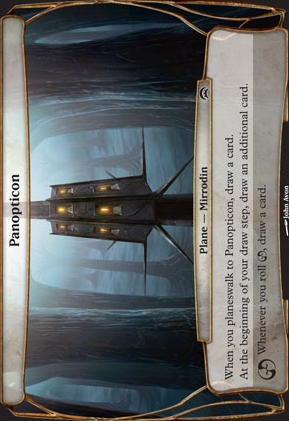 Panopticon
Plane — Mirrodin
When you planeswalk to Panopticon, draw a card.
At the beginning of your draw step, draw an additional card.
Whenever you roll , draw a card.
John Avon